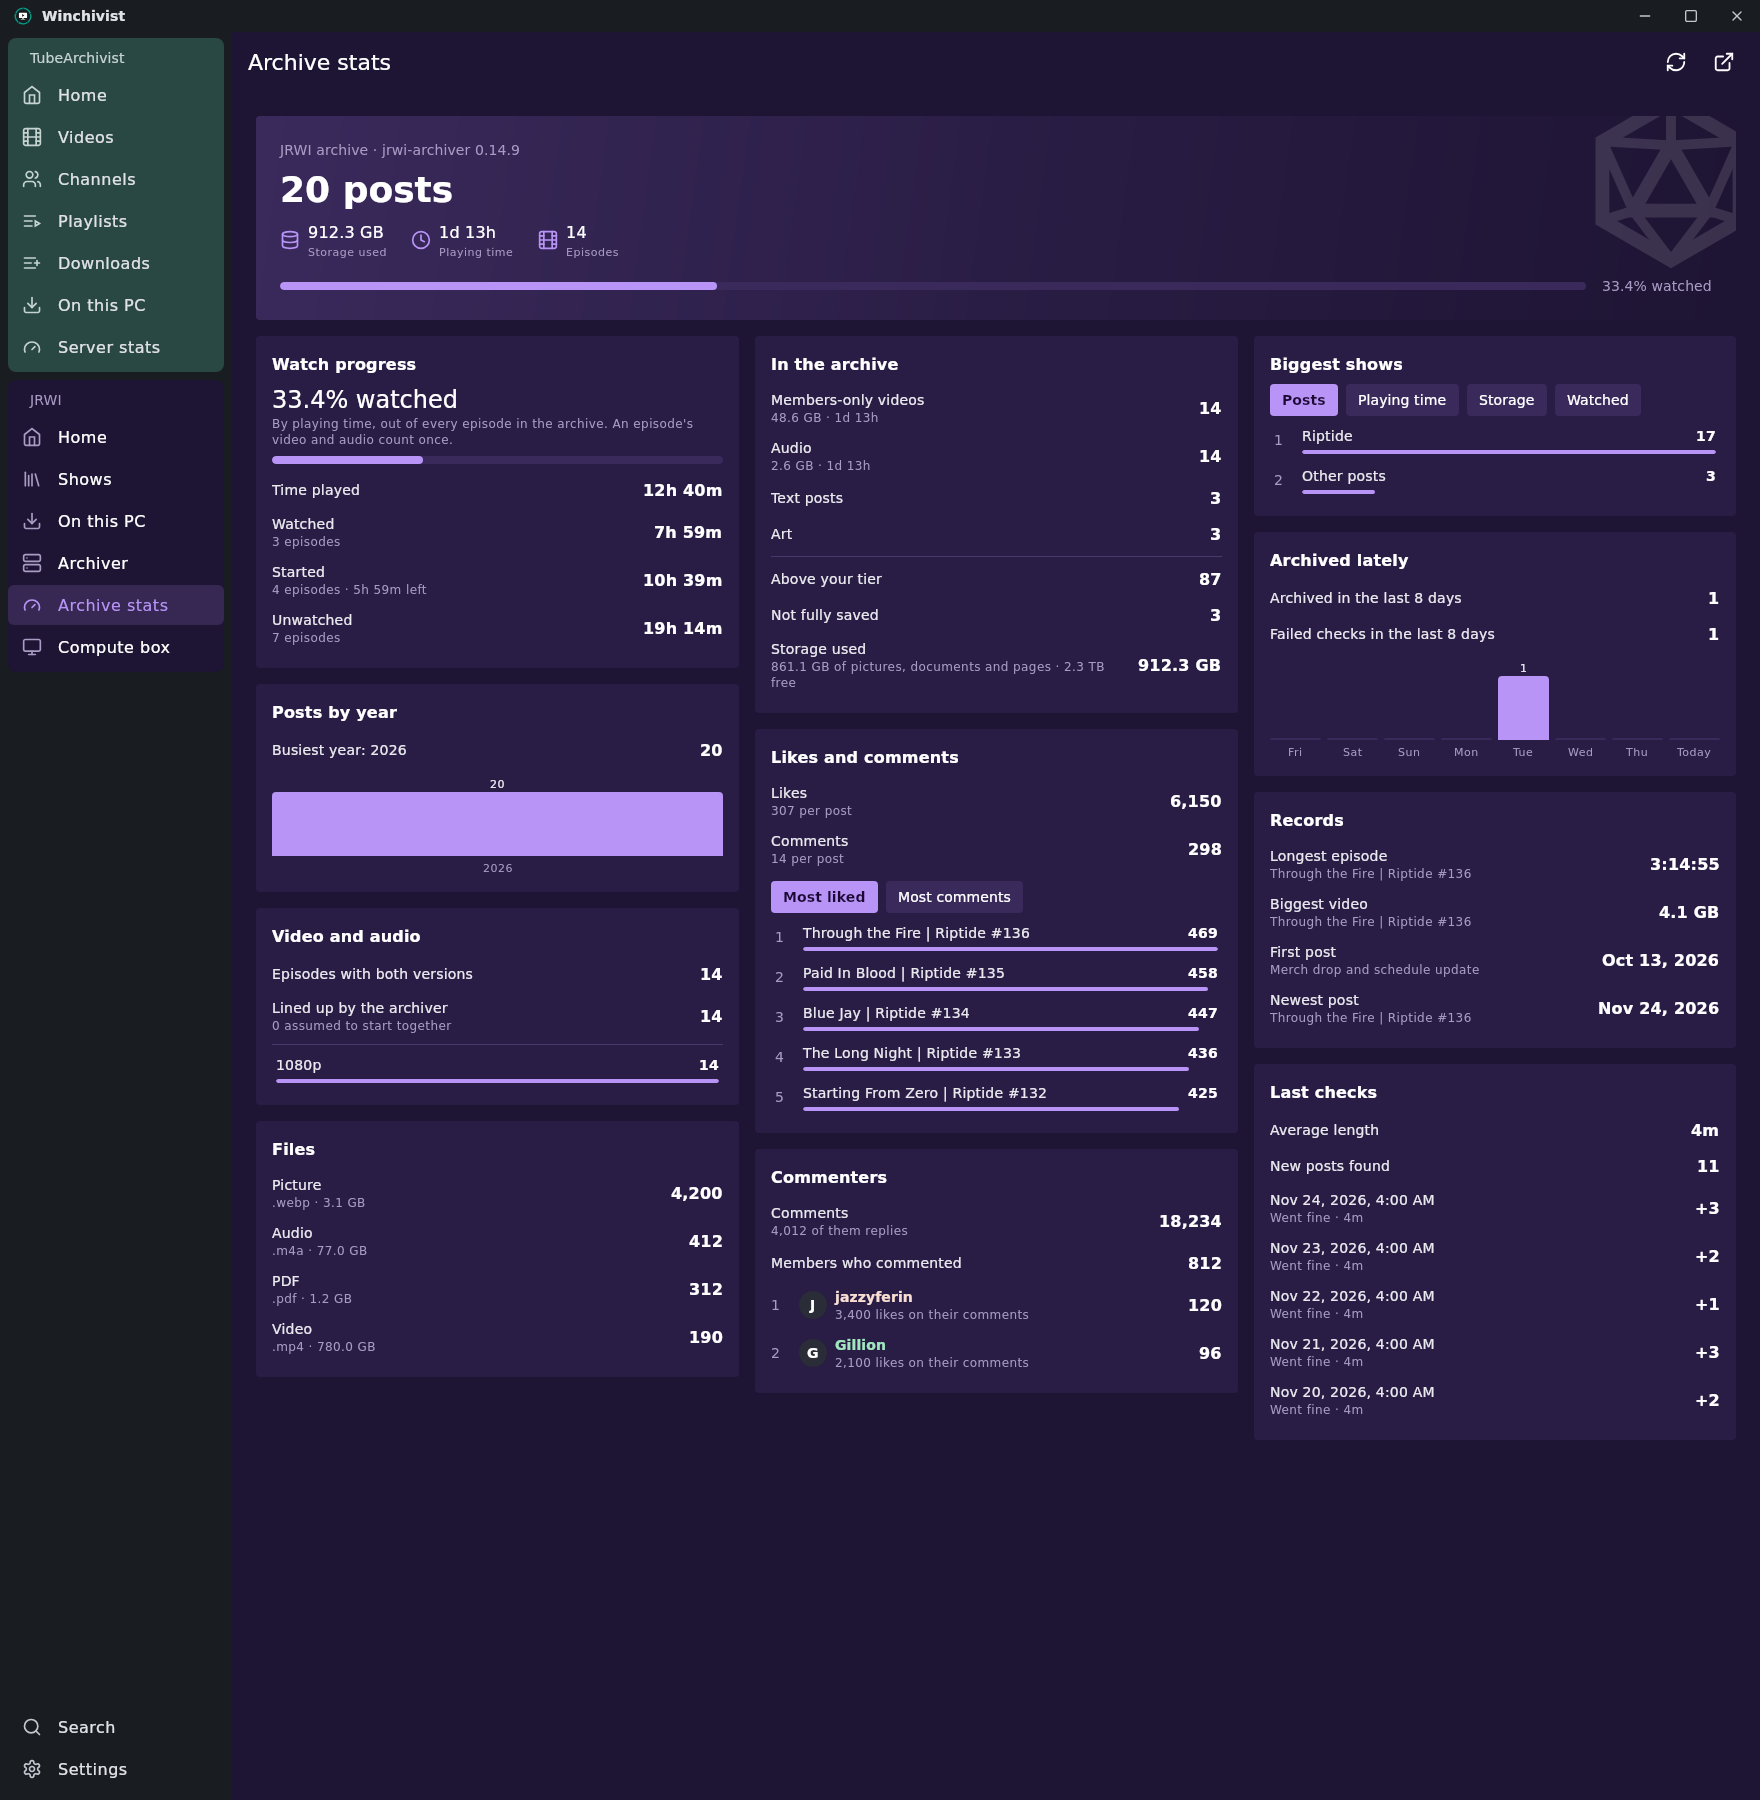 Winchivist
TubeArchivist
Home
Videos
Channels
Playlists
Downloads
On this PC
Server stats
JRWI
Home
Shows
On this PC
Archiver
Archive stats
Compute box
Search
Settings
Archive stats
JRWI archive · jrwi-archiver 0.14.9
20 posts
912.3 GB
Storage used
1d 13h
Playing time
14
Episodes
33.4% watched
Watch progress
33.4% watched
By playing time, out of every episode in the archive. An episode's
video and audio count once.
Time played 12h 40m
Watched 7h 59m
3 episodes
Started 10h 39m
4 episodes · 5h 59m left
Unwatched 19h 14m
7 episodes
Posts by year
Busiest year: 2026 20
20
2026
Video and audio
Episodes with both versions 14
Lined up by the archiver 14
0 assumed to start together
1080p 14
Files
Picture 4,200
.webp · 3.1 GB
Audio 412
.m4a · 77.0 GB
PDF 312
.pdf · 1.2 GB
Video 190
.mp4 · 780.0 GB
In the archive
Members-only videos 14
48.6 GB · 1d 13h
Audio 14
2.6 GB · 1d 13h
Text posts 3
Art 3
Above your tier 87
Not fully saved 3
Storage used 912.3 GB
861.1 GB of pictures, documents and pages · 2.3 TB
free
Likes and comments
Likes 6,150
307 per post
Comments 298
14 per post
Most liked Most comments
1 Through the Fire | Riptide #136 469
2 Paid In Blood | Riptide #135 458
3 Blue Jay | Riptide #134 447
4 The Long Night | Riptide #133 436
5 Starting From Zero | Riptide #132 425
Commenters
Comments 18,234
4,012 of them replies
Members who commented 812
1 J jazzyferin 120
3,400 likes on their comments
2 G Gillion 96
2,100 likes on their comments
Biggest shows
Posts Playing time Storage Watched
1 Riptide 17
2 Other posts 3
Archived lately
Archived in the last 8 days 1
Failed checks in the last 8 days 1
1
Fri Sat Sun Mon Tue Wed Thu Today
Records
Longest episode 3:14:55
Through the Fire | Riptide #136
Biggest video 4.1 GB
Through the Fire | Riptide #136
First post Oct 13, 2026
Merch drop and schedule update
Newest post Nov 24, 2026
Through the Fire | Riptide #136
Last checks
Average length 4m
New posts found 11
Nov 24, 2026, 4:00 AM +3
Went fine · 4m
Nov 23, 2026, 4:00 AM +2
Went fine · 4m
Nov 22, 2026, 4:00 AM +1
Went fine · 4m
Nov 21, 2026, 4:00 AM +3
Went fine · 4m
Nov 20, 2026, 4:00 AM +2
Went fine · 4m